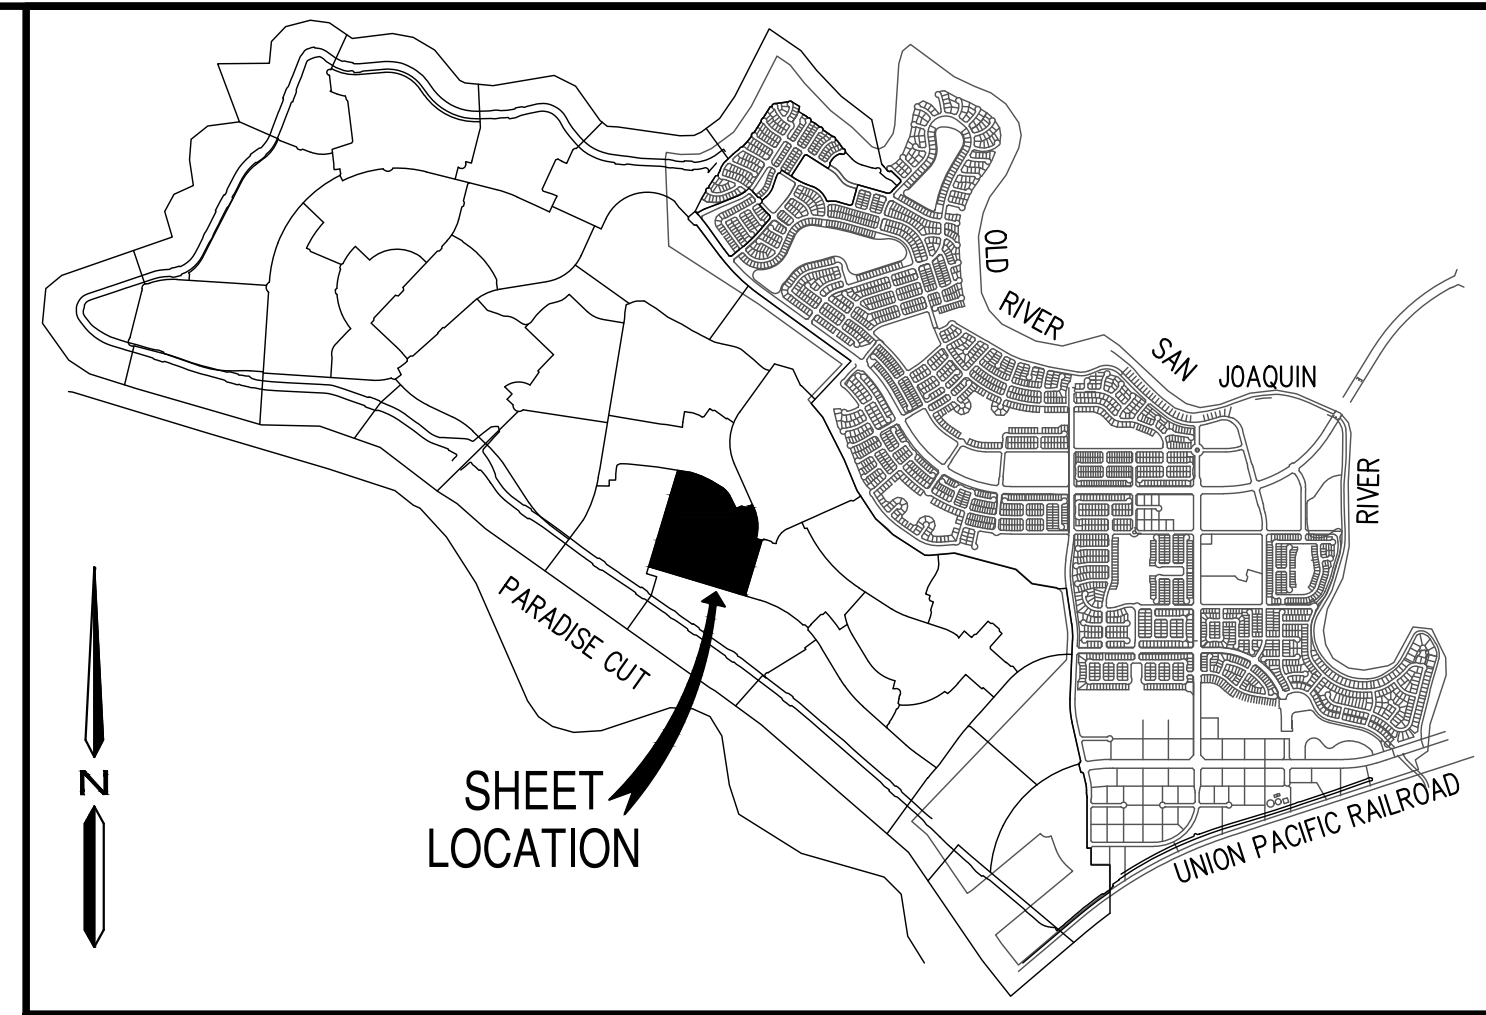 OLD
RIVER
SAN
JOAQUIN
RIVER
PARADISE CUT
N
SHEET
LOCATION
UNION PACIFIC RAILROAD